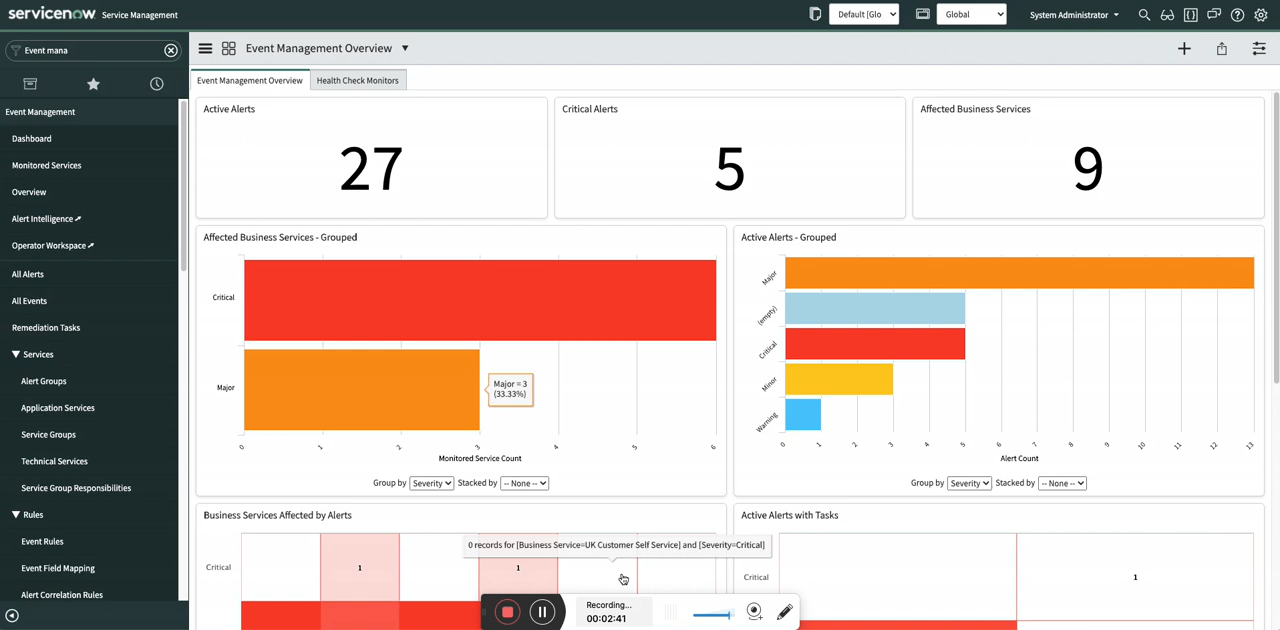 servicenow Service Management
Default [Glo
Global
System Administrator
Event mana
Event Management Overview
Event Management Overview
Health Check Monitors
Event Management
Dashboard
Monitored Services
Overview
Alert Intelligence
Operator Workspace
All Alerts
All Events
Remediation Tasks
Services
Alert Groups
Application Services
Service Groups
Technical Services
Service Group Responsibilities
Rules
Event Rules
Event Field Mapping
Alert Correlation Rules
Active Alerts
27
Critical Alerts
5
Affected Business Services
9
Affected Business Services - Grouped
Critical
Major
Major = 3
(33.33%)
0 1 2 3 4 5 6
Monitored Service Count
Group by Severity Stacked by -- None --
Active Alerts - Grouped
Major
(empty)
Critical
Minor
Warning
0 1 2 3 4 5 6 7 8 9 10 11 12 13
Alert Count
Group by Severity Stacked by -- None --
Business Services Affected by Alerts
0 records for [Business Service=UK Customer Self Service] and [Severity=Critical]
Critical
1
1
Active Alerts with Tasks
Critical
1
Recording...
00:02:41